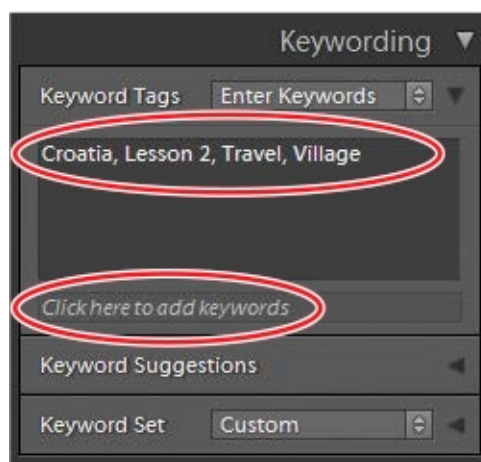 Keywording
Keyword Tags Enter Keywords
Croatia, Lesson 2, Travel, Village
Click here to add keywords
Keyword Suggestions
Keyword Set Custom